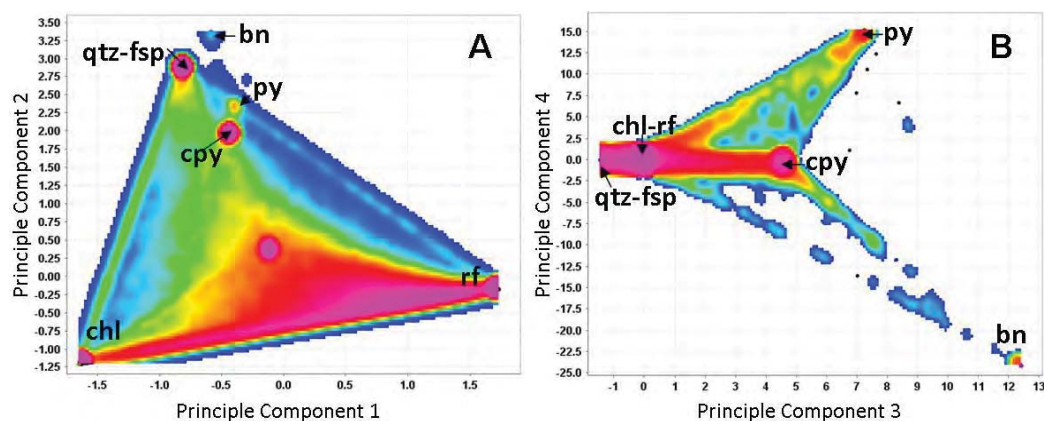 A
bn
qtz-fsp
py
cpy
rf
chl
3.50
3.25
3.00
2.75
2.50
2.25
2.00
1.75
1.50
1.25
1.00
0.75
0.50
0.25
0.00
-0.25
-0.50
-0.75
-1.00
-1.25
Principle Component 2
-1.5 -1.0 -0.5 0.0 0.5 1.0 1.5
Principle Component 1
B
py
chl-rf
cpy
qtz-fsp
bn
15.0
12.5
10.0
7.5
5.0
2.5
0.0
-2.5
-5.0
-7.5
-10.0
-12.5
-15.0
-17.5
-20.0
-22.5
-25.0
Principle Component 4
-1 0 1 2 3 4 5 6 7 8 9 10 11 12 13
Principle Component 3